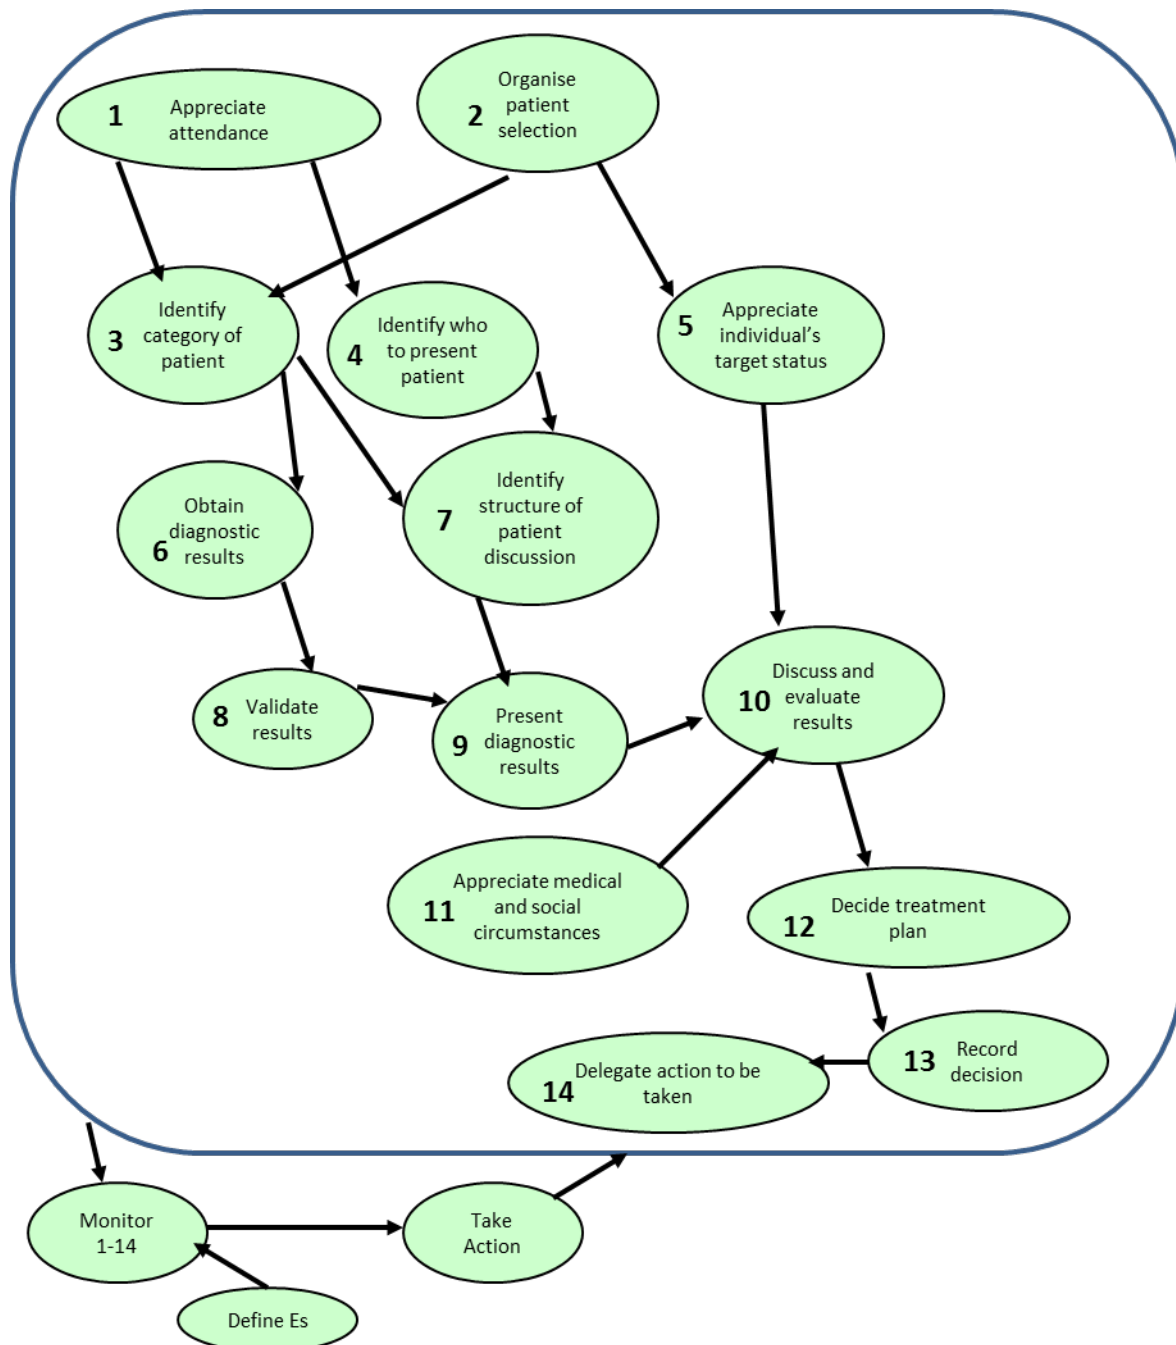 1
Appreciate
attendance
2
Organise
patient
selection
3
Identify
category of
patient
4
Identify who
to present
patient
5
Appreciate
individual’s
target status
6
Obtain
diagnostic
results
7
Identify
structure of
patient
discussion
8
Validate
results
9
Present
diagnostic
results
10
Discuss and
evaluate
results
11
Appreciate medical
and social
circumstances
12
Decide treatment
plan
13
Record
decision
14
Delegate action to be
taken
Monitor
1-14
Take
Action
Define Es